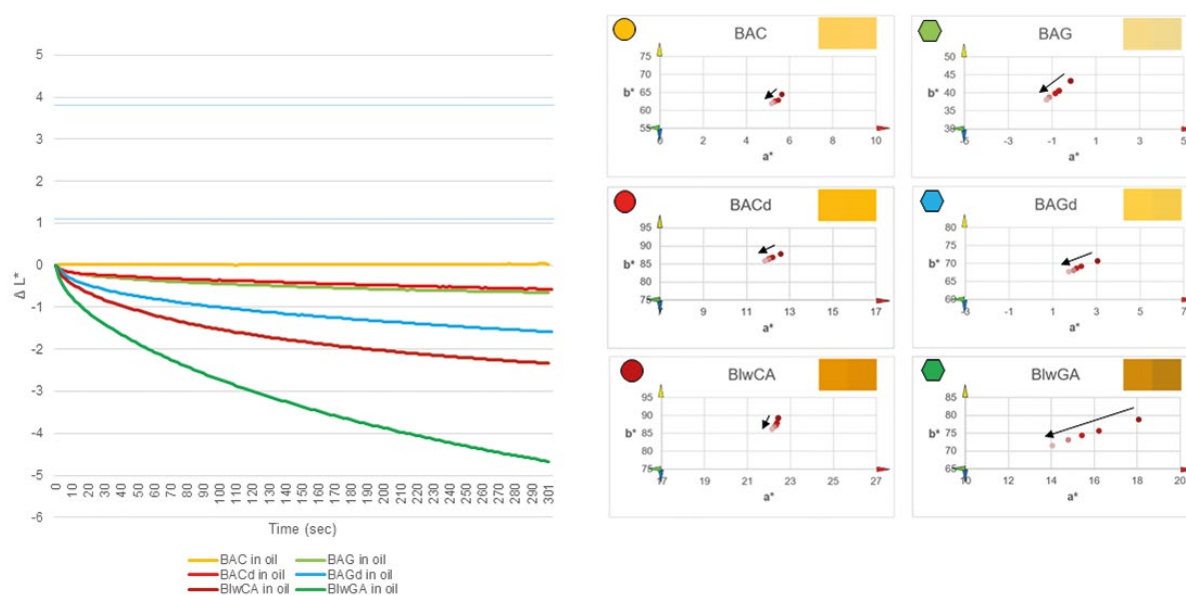 5
4
3
2
1
0
-1
-2
-3
-4
-5
-6
Δ L*
0 10 20 30 40 50 60 70 80 90 100 110 120 130 140 150 160 170 180 190 200 210 220 230 240 250 260 270 280 290 301
Time (sec)
BAC in oil BAG in oil
BACd in oil BAGd in oil
BlwCA in oil BlwGA in oil
BAC
75
70
65
60
55
b*
0 2 4 6 8 10
a*
BAG
50
45
40
35
30
b*
-5 -3 -1 1 3 5
a*
BACd
95
90
85
80
75
b*
7 9 11 13 15 17
a*
BAGd
80
75
70
65
60
b*
-3 -1 1 3 5 7
a*
BlwCA
95
90
85
80
75
b*
17 19 21 23 25 27
a*
BlwGA
85
80
75
70
65
b*
10 12 14 16 18 20
a*